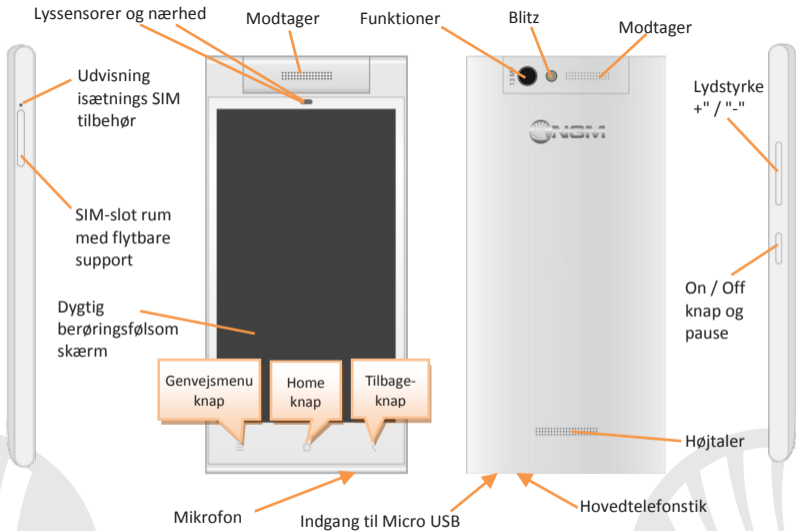 Lyssensorer og nærhed
Modtager
Funktioner
Blitz
Modtager
Udvisning
isætnings SIM
tilbehør
13 M
Lydstyrke
+" / "-"
NGM
SIM-slot rum
med flytbare
support
Dygtig
berøringsfølsom
skærm
On / Off
knap og
pause
Genvejsmenu
knap
Home
knap
Tilbage-
knap
Højtaler
Mikrofon
Indgang til Micro USB
Hovedtelefonstik